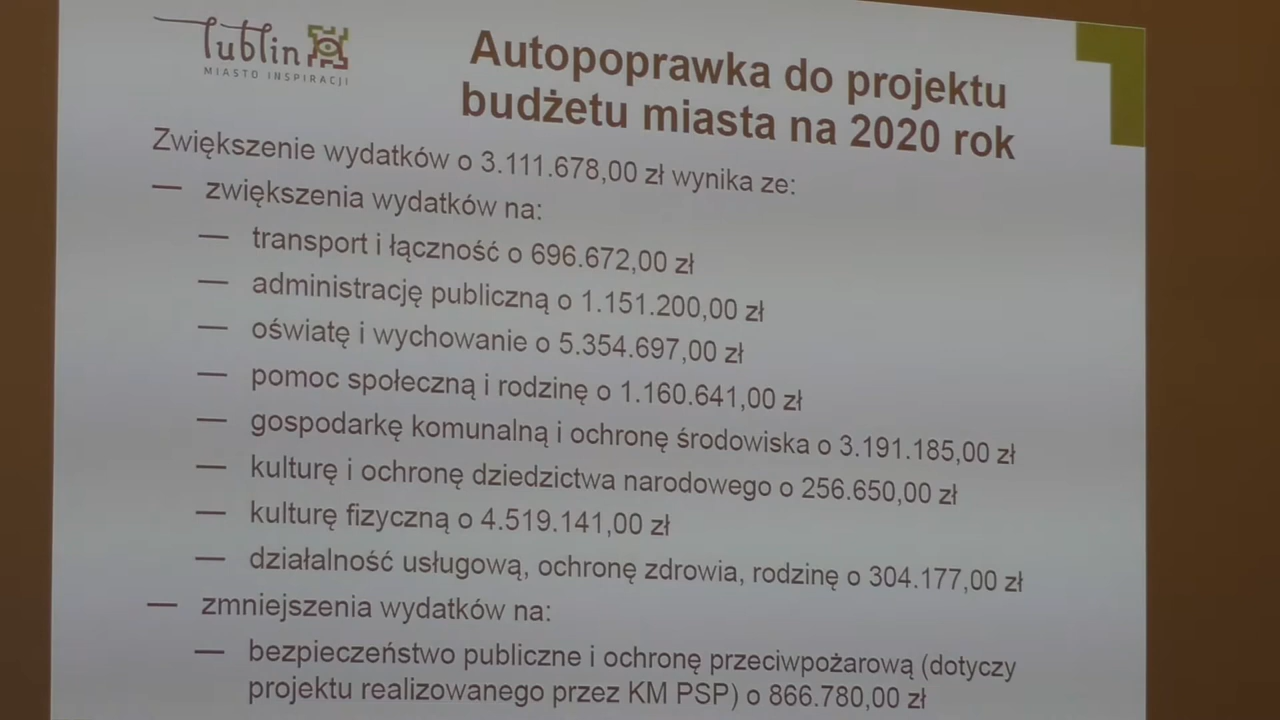 lublin
MIASTO INSPIRACJI
Autopoprawka do projektu
budżetu miasta na 2020 rok
Zwiększenie wydatków o 3.111.678,00 zł wynika ze:
— zwiększenia wydatków na:
— transport i łączność o 696.672,00 zł
— administrację publiczną o 1.151.200,00 zł
— oświatę i wychowanie o 5.354.697,00 zł
— pomoc społeczną i rodzinę o 1.160.641,00 zł
— gospodarkę komunalną i ochronę środowiska o 3.191.185,00 zł
— kulturę i ochronę dziedzictwa narodowego o 256.650,00 zł
— kulturę fizyczną o 4.519.141,00 zł
— działalność usługową, ochronę zdrowia, rodzinę o 304.177,00 zł
— zmniejszenia wydatków na:
— bezpieczeństwo publiczne i ochronę przeciwpożarową (dotyczy
projektu realizowanego przez KM PSP) o 866.780,00 zł